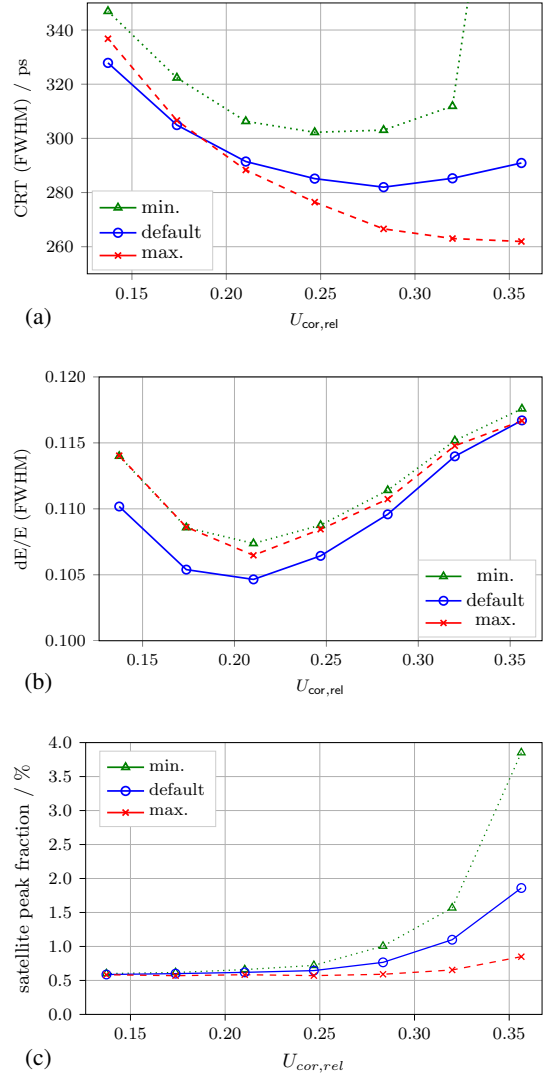 CRT (FWHM) / ps
340
320
300
280
260
min.
default
max.
0.15 0.20 0.25 0.30 0.35
U_cor,rel
(a)
dE/E (FWHM)
0.120
0.115
0.110
0.105
0.100
min.
default
max.
0.15 0.20 0.25 0.30 0.35
U_cor,rel
(b)
satellite peak fraction / %
4.0
3.5
3.0
2.5
2.0
1.5
1.0
0.5
0.0
min.
default
max.
0.15 0.20 0.25 0.30 0.35
U_cor,rel
(c)